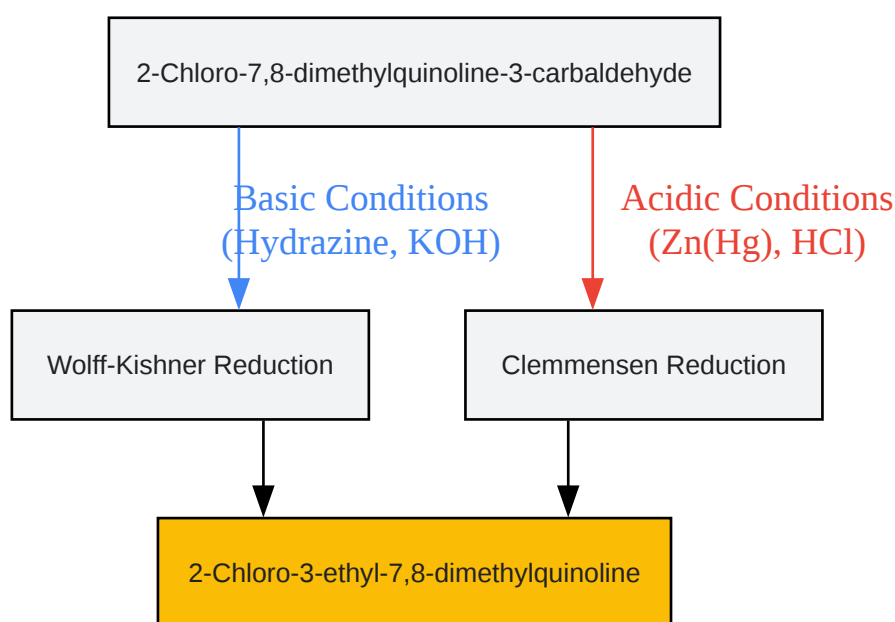 2-Chloro-7,8-dimethylquinoline-3-carbaldehyde
Basic Conditions
(Hydrazine, KOH)
Acidic Conditions
(Zn(Hg), HCl)
Wolff-Kishner Reduction
Clemmensen Reduction
2-Chloro-3-ethyl-7,8-dimethylquinoline